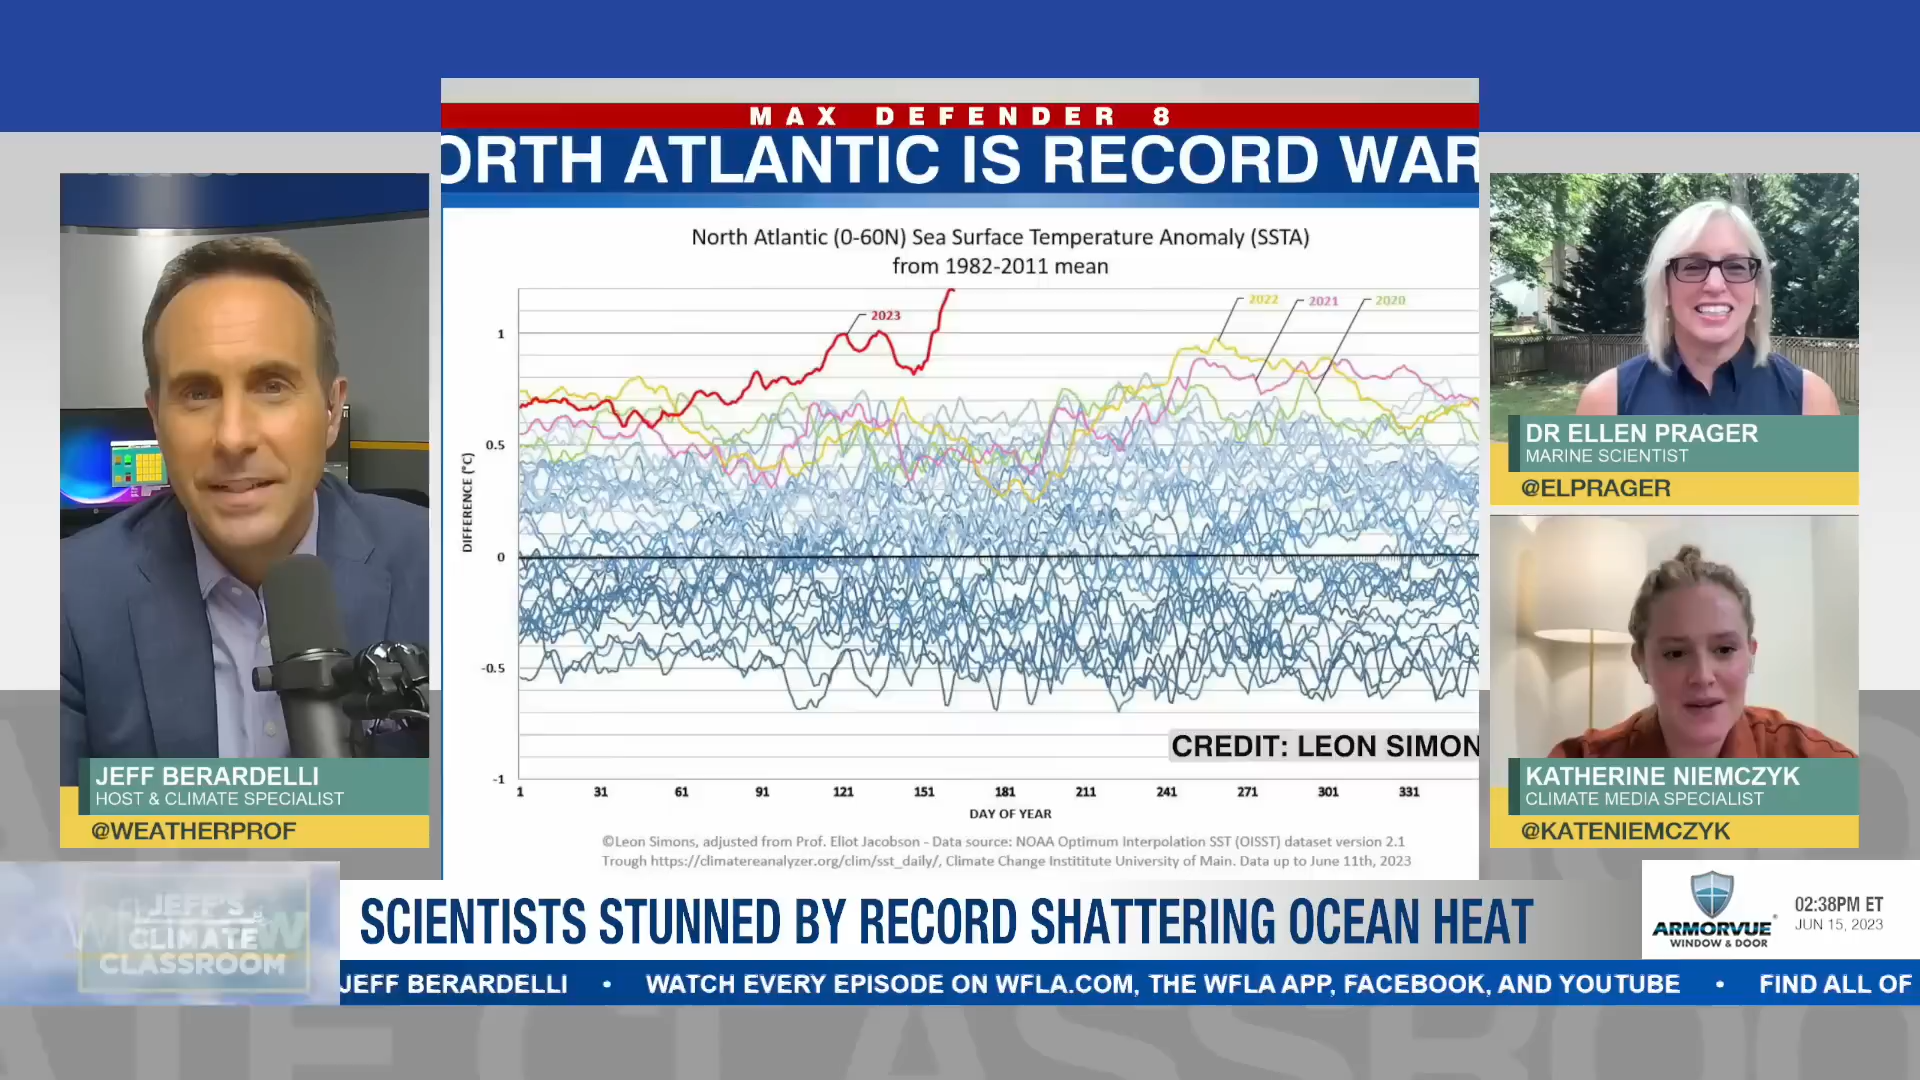 MAX DEFENDER 8
ORTH ATLANTIC IS RECORD WAR
North Atlantic (0-60N) Sea Surface Temperature Anomaly (SSTA)
from 1982-2011 mean
2023
2022
2021
2020
DIFFERENCE (°C)
1
0.5
0
-0.5
-1
1 31 61 91 121 151 181 211 241 271 301 331
DAY OF YEAR
CREDIT: LEON SIMON
©Leon Simons, adjusted from Prof. Eliot Jacobson - Data source: NOAA Optimum Interpolation SST (OISST) dataset version 2.1
Trough https://climatereanalyzer.org/clim/sst_daily/, Climate Change Instititute University of Main. Data up to June 11th, 2023
JEFF BERARDELLI
HOST & CLIMATE SPECIALIST
@WEATHERPROF
DR ELLEN PRAGER
MARINE SCIENTIST
@ELPRAGER
KATHERINE NIEMCZYK
CLIMATE MEDIA SPECIALIST
@KATENIEMCZYK
JEFF'S
CLIMATE
CLASSROOM
SCIENTISTS STUNNED BY RECORD SHATTERING OCEAN HEAT
ARMORVUE
WINDOW & DOOR
02:38PM ET
JUN 15, 2023
JEFF BERARDELLI • WATCH EVERY EPISODE ON WFLA.COM, THE WFLA APP, FACEBOOK, AND YOUTUBE • FIND ALL OF